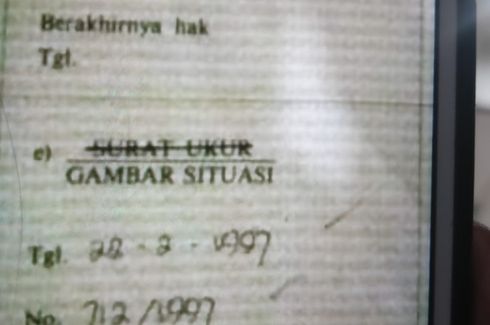 Berakhirnya hak
Tgl.
e) SURAT UKUR
GAMBAR SITUASI
Tgl. 28 - 2 - 1997
No. 712/1997